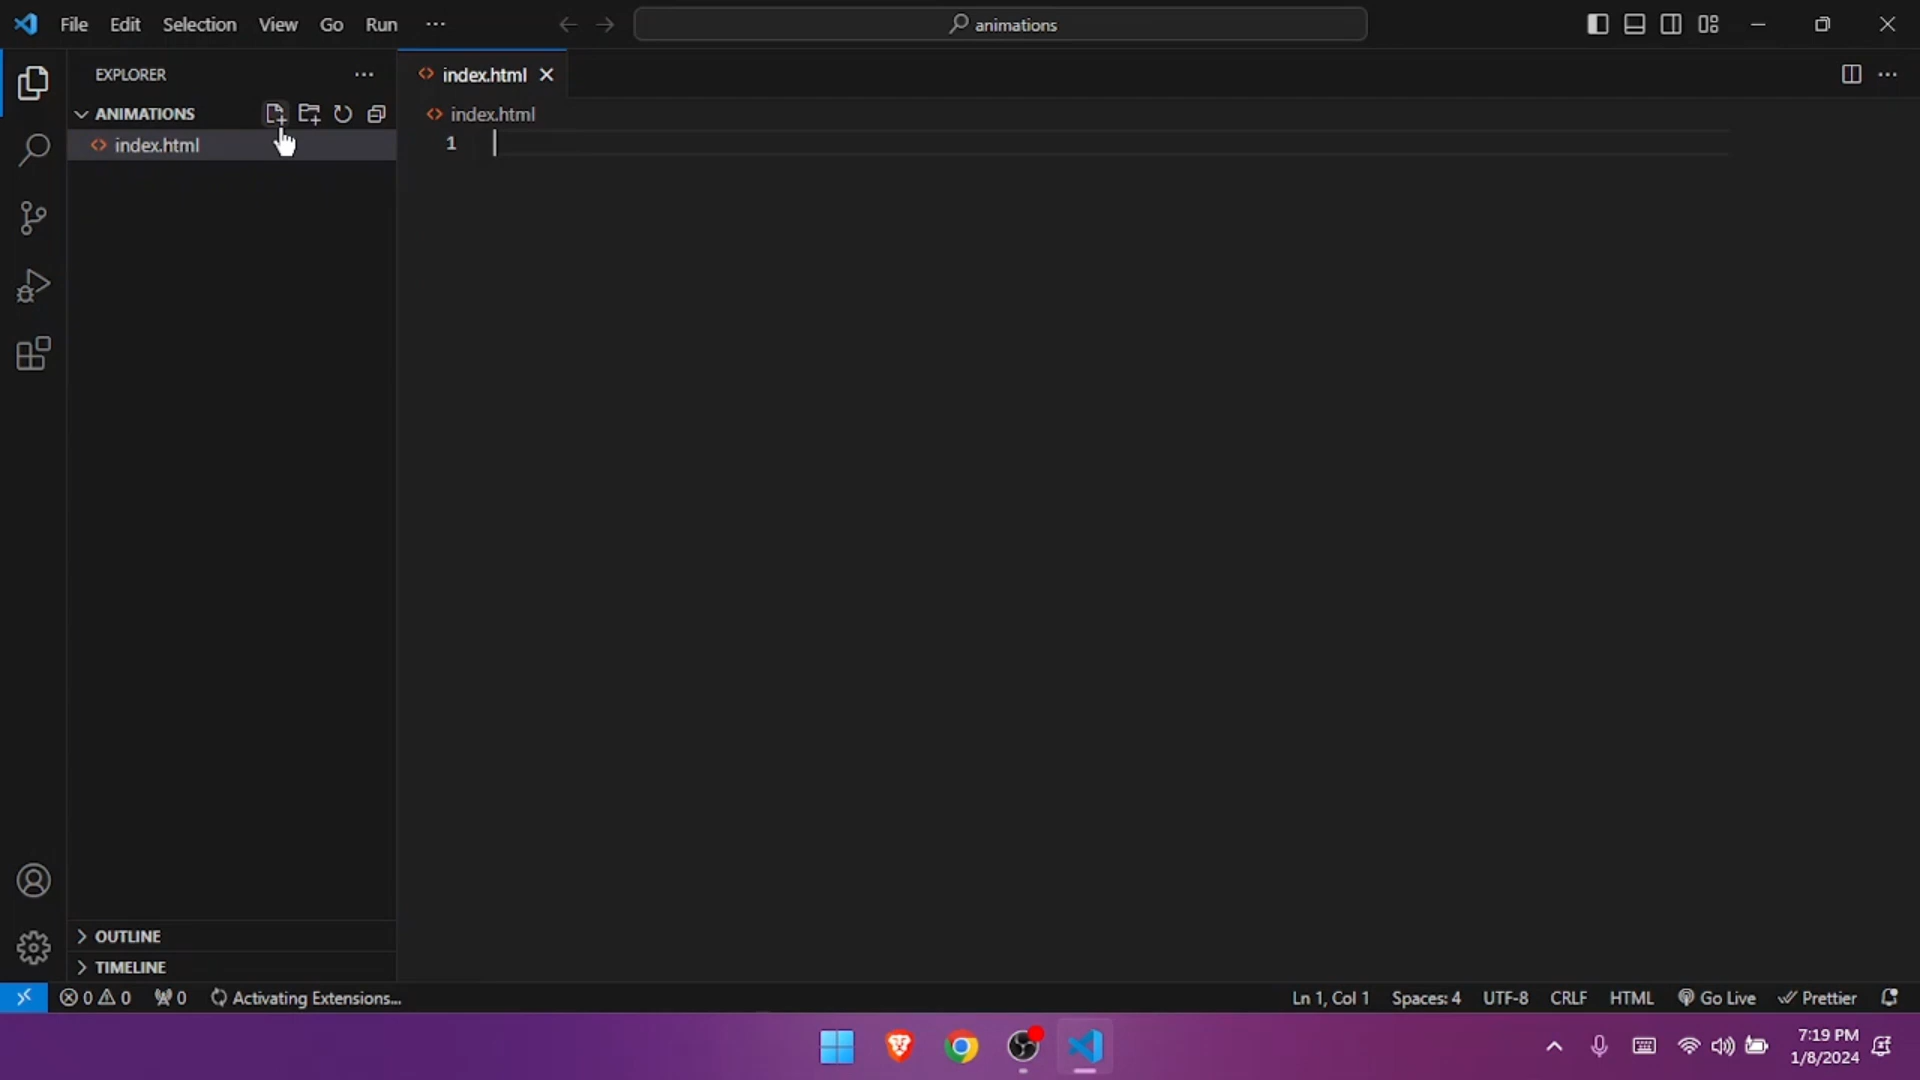 File Edit Selection View Go Run ··· animations
EXPLORER ···
index.html
ANIMATIONS
index.html
index.html
1
OUTLINE
TIMELINE
0 0 0 Activating Extensions... Ln 1, Col 1 Spaces: 4 UTF-8 CRLF HTML Go Live Prettier
7:19 PM
1/8/2024